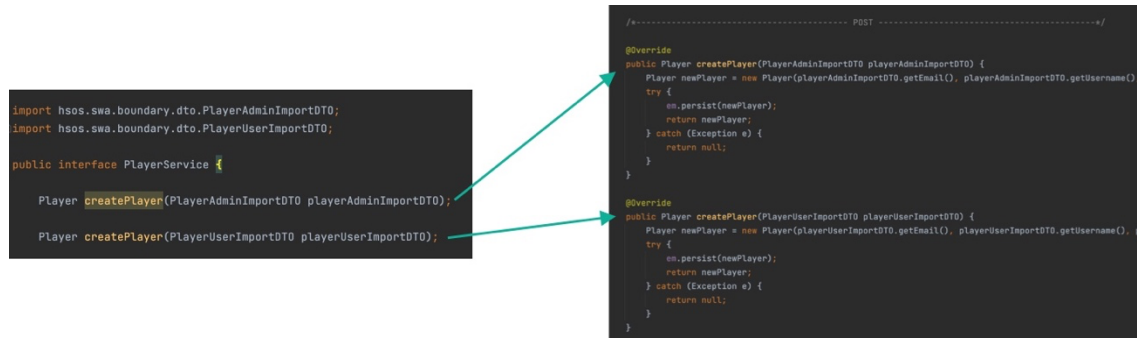 import hsos.swa.boundary.dto.PlayerAdminImportDTO;
import hsos.swa.boundary.dto.PlayerUserImportDTO;
public interface PlayerService {
Player createPlayer(PlayerAdminImportDTO playerAdminImportDTO);
Player createPlayer(PlayerUserImportDTO playerUserImportDTO);
/*----------------------------------------- POST ------------------------------------------*/
@Override
public Player createPlayer(PlayerAdminImportDTO playerAdminImportDTO) {
Player newPlayer = new Player(playerAdminImportDTO.getEmail(), playerAdminImportDTO.getUsername()
try {
em.persist(newPlayer);
return newPlayer;
} catch (Exception e) {
return null;
}
}
@Override
public Player createPlayer(PlayerUserImportDTO playerUserImportDTO) {
Player newPlayer = new Player(playerUserImportDTO.getEmail(), playerUserImportDTO.getUsername(),
try {
em.persist(newPlayer);
return newPlayer;
} catch (Exception e) {
return null;
}
}